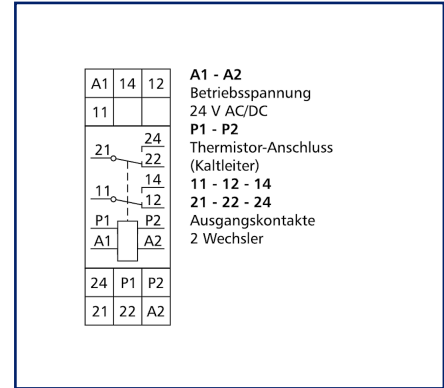 A1 14 12
11
21 24
22
11 14
12
P1 P2
A1 A2
24 P1 P2
21 22 A2
A1 - A2
Betriebsspannung
24 V AC/DC
P1 - P2
Thermistor-Anschluss
(Kaltleiter)
11 - 12 - 14
21 - 22 - 24
Ausgangskontakte
2 Wechsler